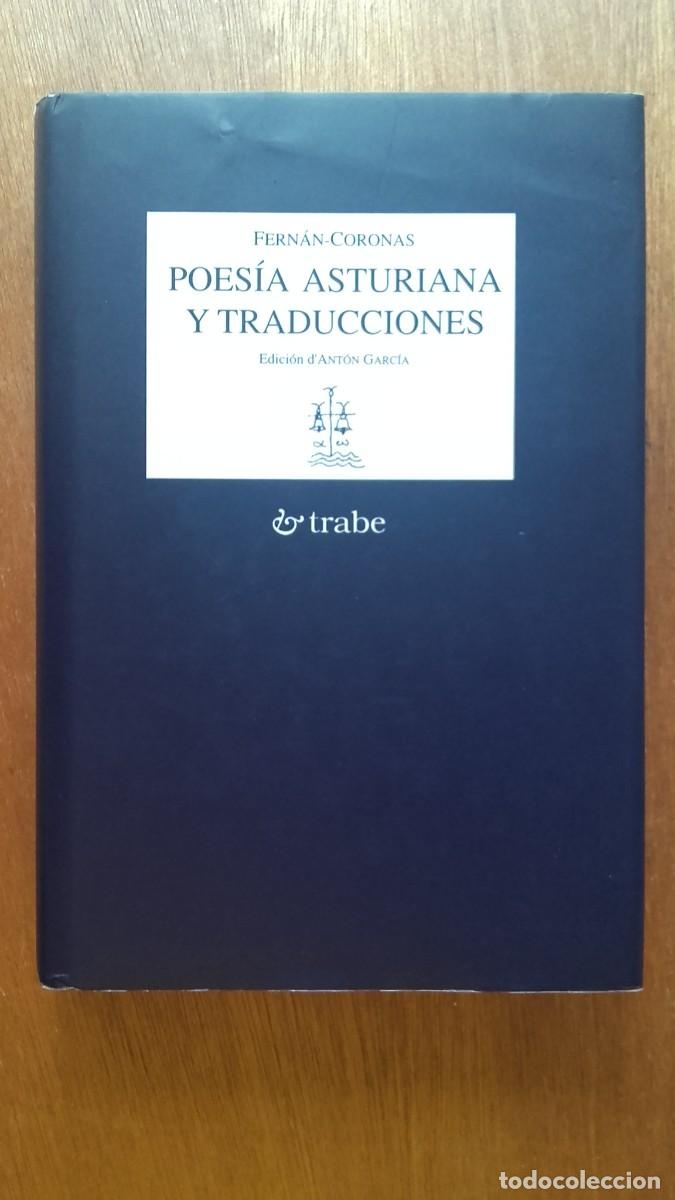 FERNÁN-CORONAS
POESÍA ASTURIANA
Y TRADUCCIONES
Edición d'ANTÓN GARCÍA
α ω
& trabe
todocoleccion